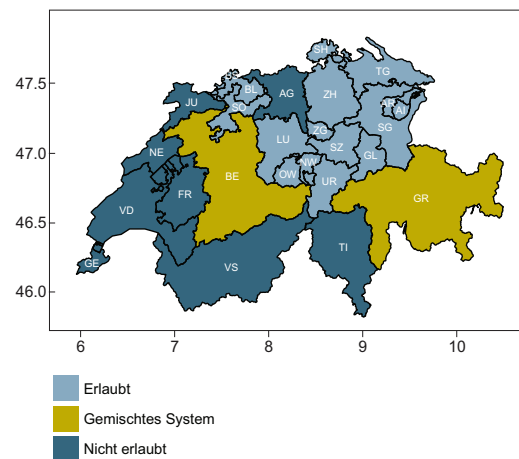 SH
47.5
BS
BL
AG
ZH
TG
JU
SO
AR
AI
ZG
SG
LU
SZ
47.0
NE
NW
GL
OW
UR
BE
FR
GR
VD
46.5
GE
VS
TI
46.0
6
7
8
9
10
Erlaubt
Gemischtes System
Nicht erlaubt